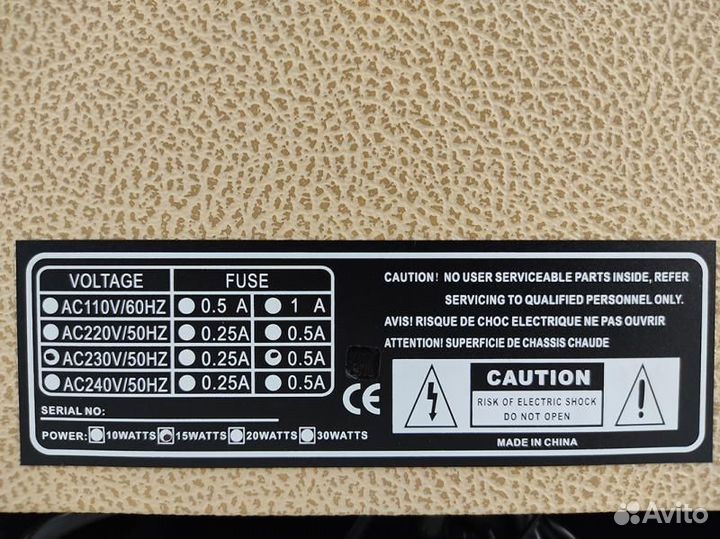 VOLTAGE FUSE
AC110V/60HZ 0.5 A 1 A
AC220V/50HZ 0.25A 0.5A
AC230V/50HZ 0.25A 0.5A
AC240V/50HZ 0.25A 0.5A
SERIAL NO:
POWER: 10WATTS 15WATTS 20WATTS 30WATTS
CE
CAUTION! NO USER SERVICEABLE PARTS INSIDE, REFER
SERVICING TO QUALIFIED PERSONNEL ONLY.
AVIS! RISQUE DE CHOC ELECTRIQUE NE PAS OUVRIR
ATTENTION! SUPERFICIE DE CHASSIS CHAUDE
CAUTION
RISK OF ELECTRIC SHOCK
DO NOT OPEN
!
MADE IN CHINA
Avito